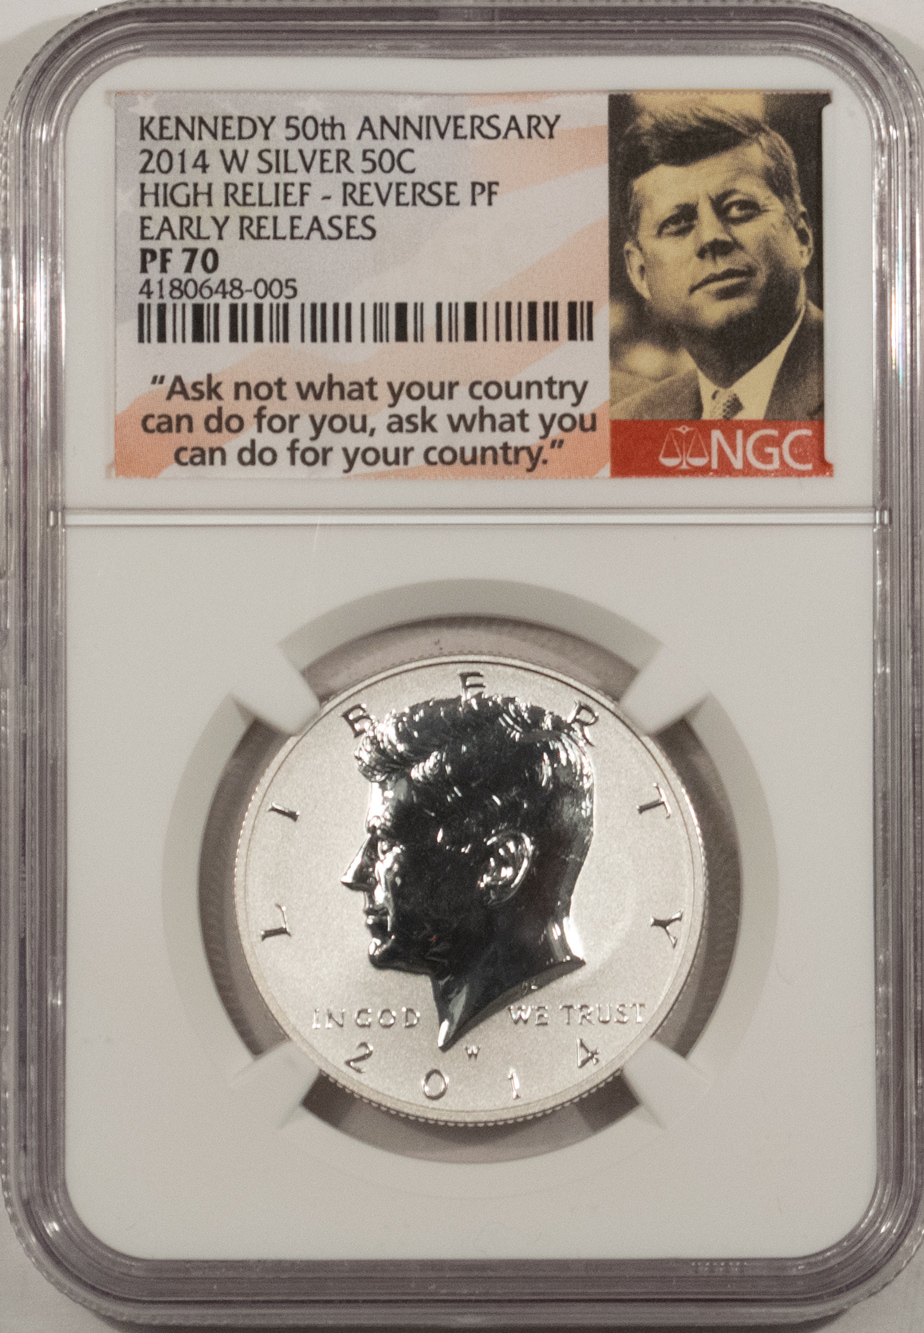 KENNEDY 50th ANNIVERSARY
2014 W SILVER 50C
HIGH RELIEF - REVERSE PF
EARLY RELEASES
PF 70
4180648-005
“Ask not what your country
can do for you, ask what you
can do for your country.”
NGC
LIBERTY
IN GOD WE TRUST
W
2014